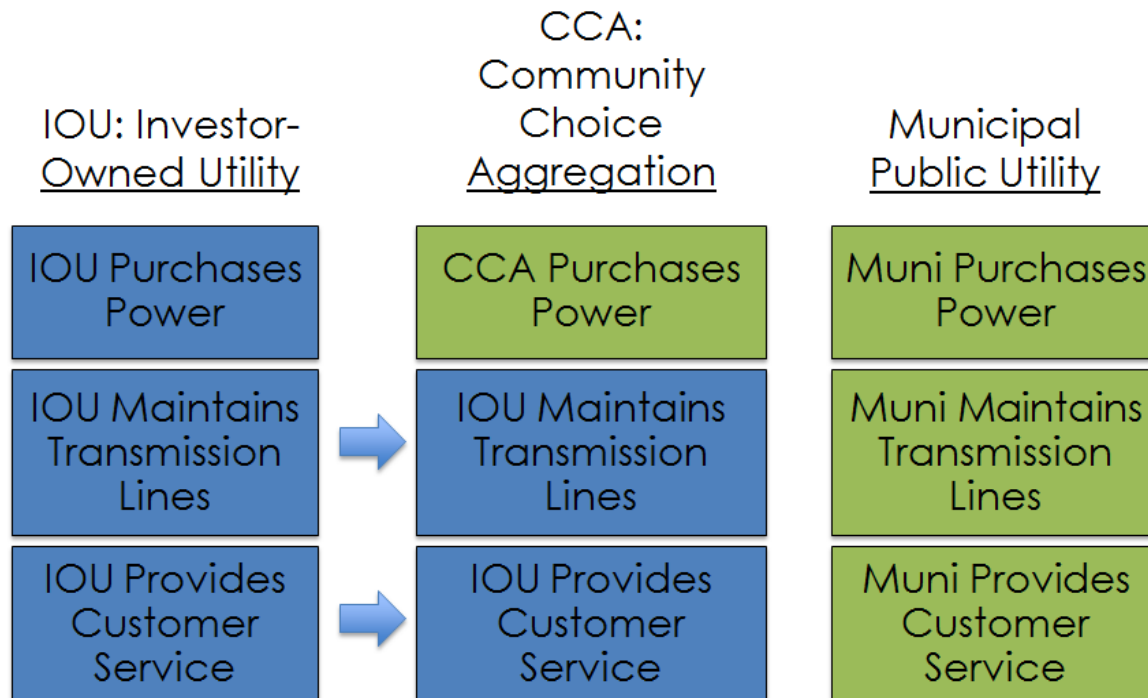 IOU: Investor-
Owned Utility
CCA:
Community
Choice
Aggregation
Municipal
Public Utility
IOU Purchases
Power
CCA Purchases
Power
Muni Purchases
Power
IOU Maintains
Transmission
Lines
IOU Maintains
Transmission
Lines
Muni Maintains
Transmission
Lines
IOU Provides
Customer
Service
IOU Provides
Customer
Service
Muni Provides
Customer
Service